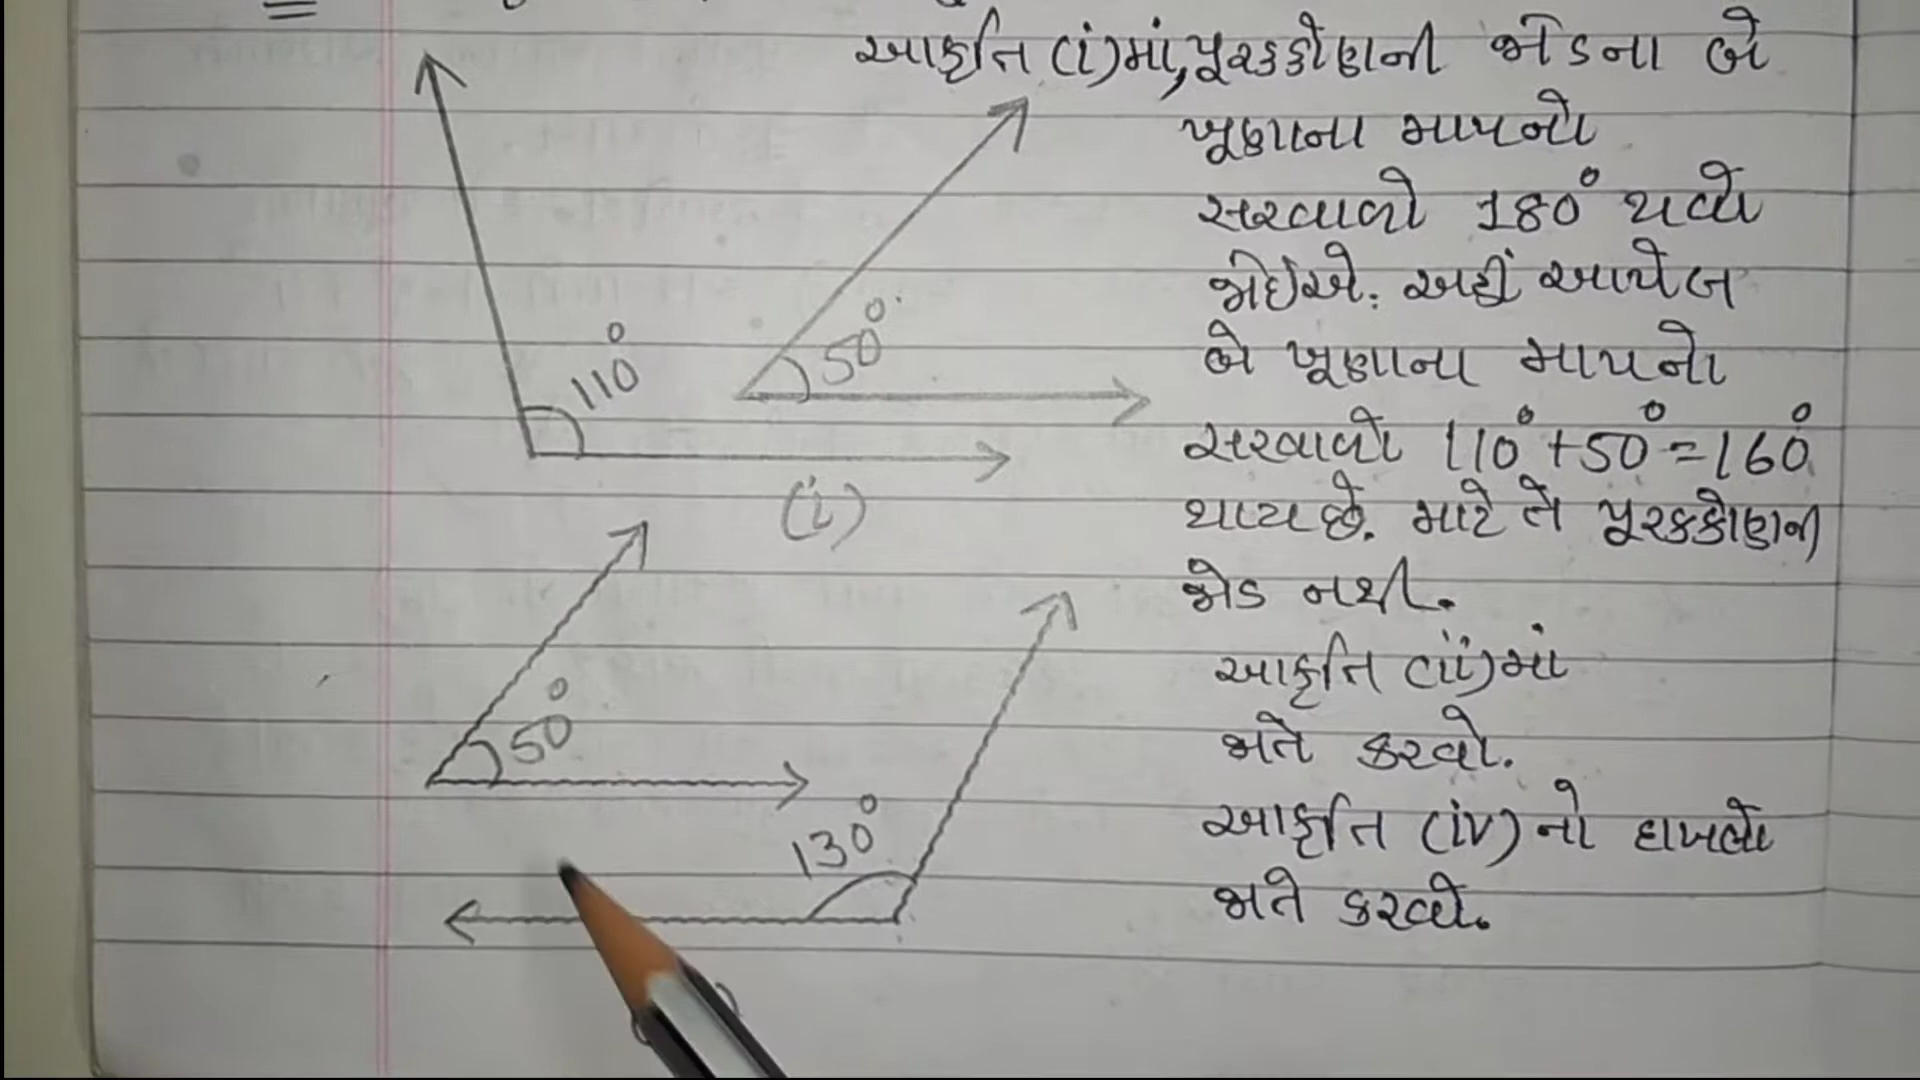 આકૃતિ (i)માં, પૂરકકોણની જોડના બે
ખૂણાના માપનો
સરવાળો 180° થવો
જોઈએ. અહીં આપેલ
બે ખૂણાના માપનો
સરવાળો 110°+50°=160°
થાય છે. માટે તે પૂરકકોણની
જોડ નથી.
આકૃતિ (iii)માં
જાતે કરવો.
આકૃતિ (iv)નો દાખલો
જાતે કરવો.
110°
50°
(i)
50°
130°